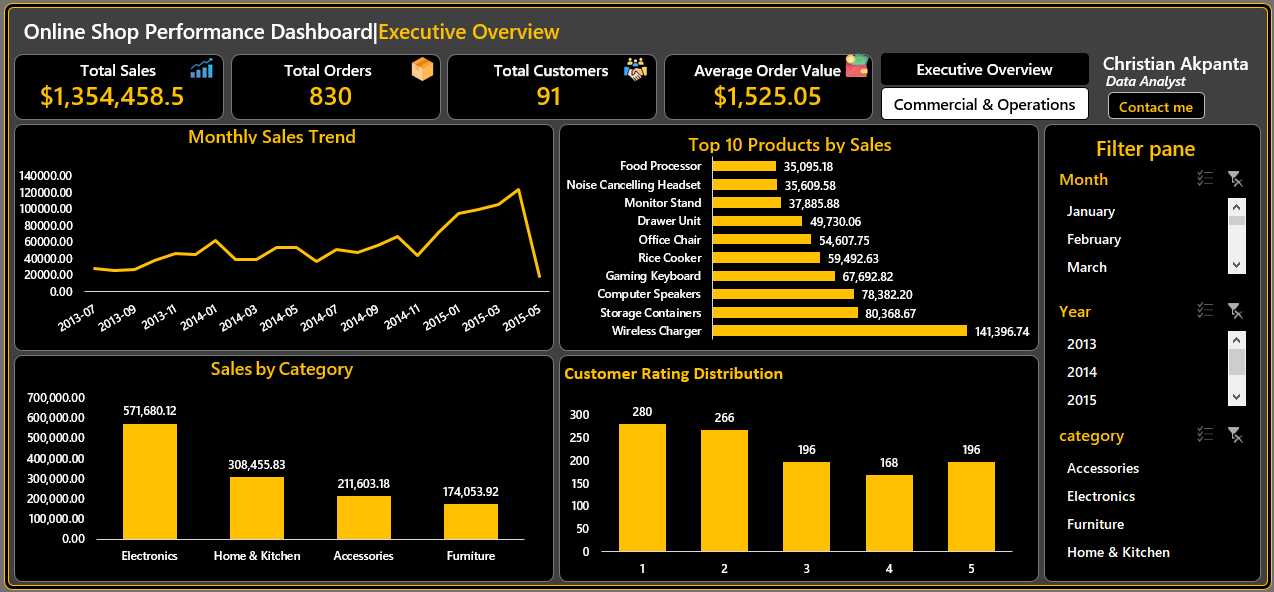 Online Shop Performance Dashboard|Executive Overview
Total Sales
$1,354,458.5
Total Orders
830
Total Customers
91
Average Order Value
$1,525.05
Executive Overview
Commercial & Operations
Christian Akpanta
Data Analyst
Contact me
Monthly Sales Trend
140000.00
120000.00
100000.00
80000.00
60000.00
40000.00
20000.00
0.00
2013-07
2013-09
2013-11
2014-01
2014-03
2014-05
2014-07
2014-09
2014-11
2015-01
2015-03
2015-05
Top 10 Products by Sales
Food Processor 35,095.18
Noise Cancelling Headset 35,609.58
Monitor Stand 37,885.88
Drawer Unit 49,730.06
Office Chair 54,607.75
Rice Cooker 59,492.63
Gaming Keyboard 67,692.82
Computer Speakers 78,382.20
Storage Containers 80,368.67
Wireless Charger 141,396.74
Sales by Category
700,000.00
600,000.00
500,000.00
400,000.00
300,000.00
200,000.00
100,000.00
0.00
571,680.12
308,455.83
211,603.18
174,053.92
Electronics
Home & Kitchen
Accessories
Furniture
Customer Rating Distribution
300
250
200
150
100
50
0
280
266
196
168
196
1
2
3
4
5
Filter pane
Month
January
February
March
Year
2013
2014
2015
category
Accessories
Electronics
Furniture
Home & Kitchen